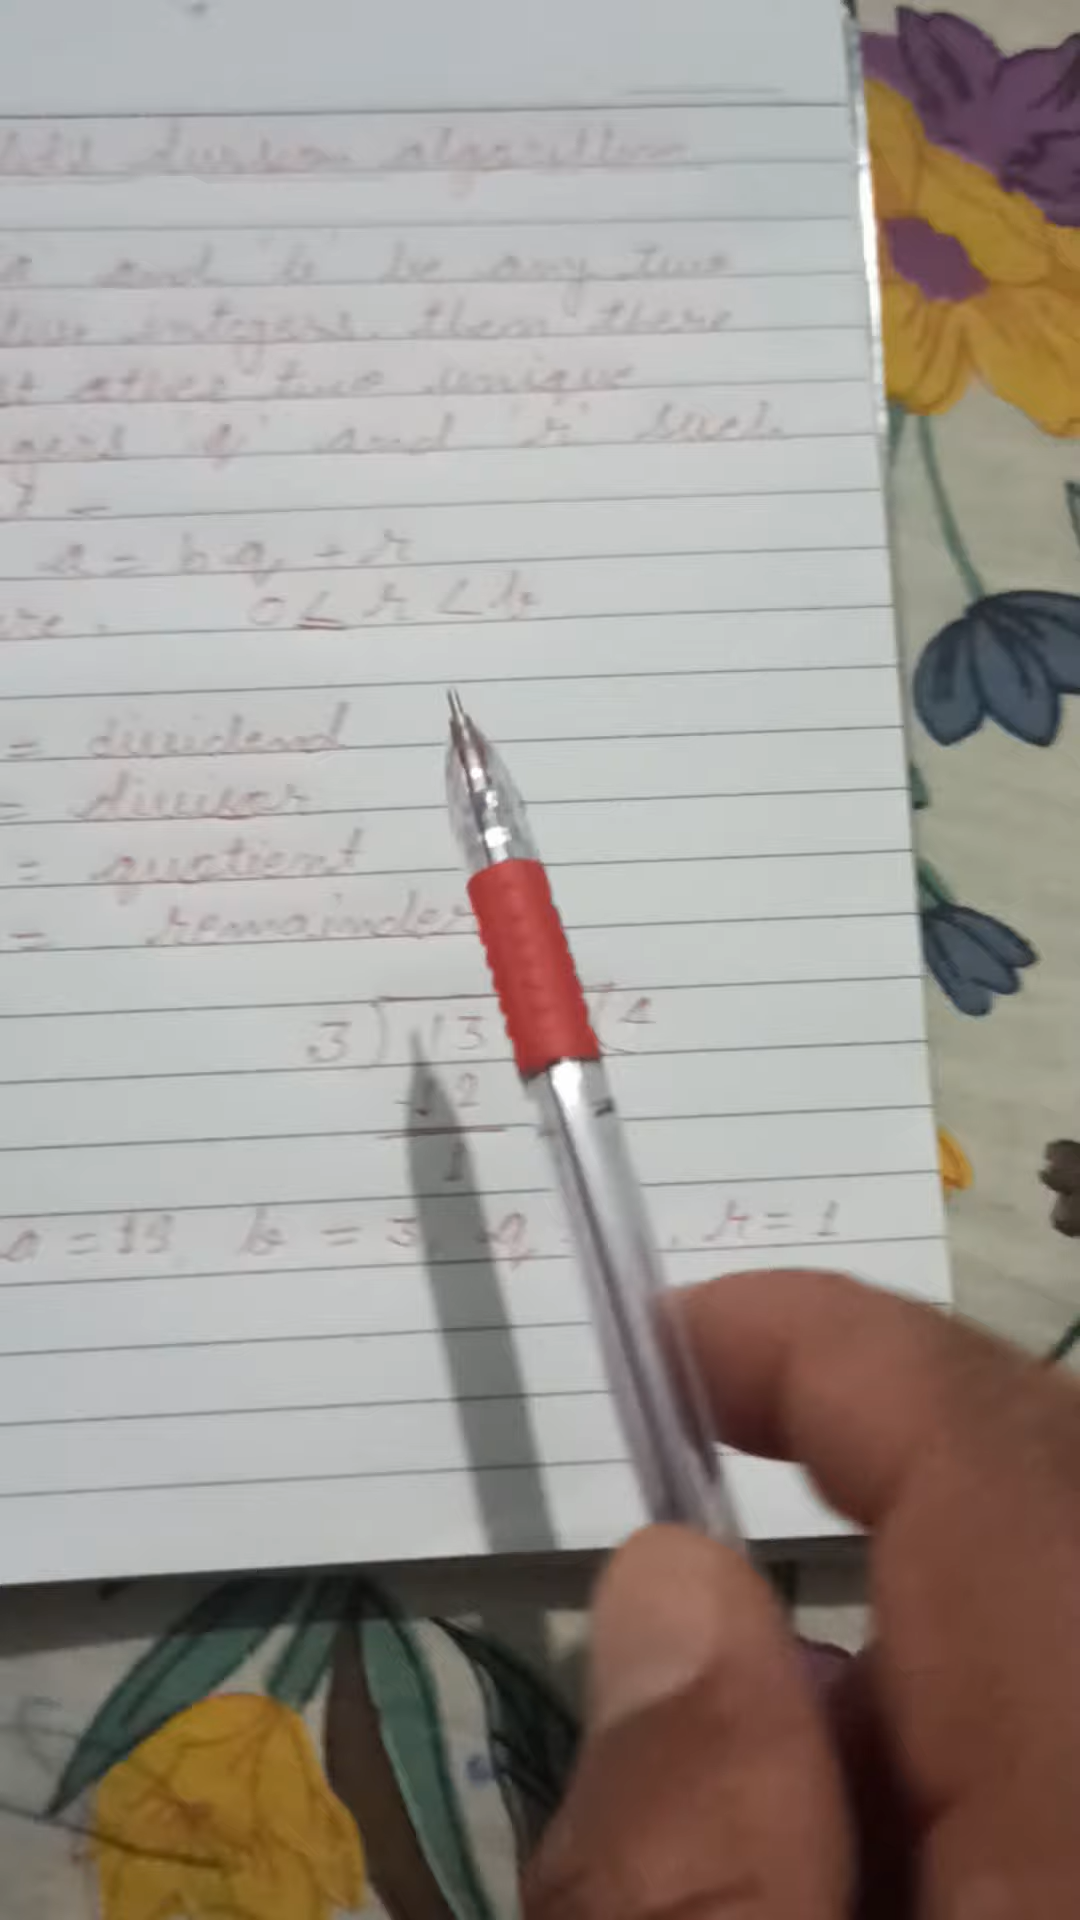 division algorithm
and 'b' be any two
integers. then there
other two unique
'q' and 'r' such
a = bq + r
0 ≤ r < b
= dividend
= divisor
= quotient
= remainder
3) 13 (4
12
1
a = 13, b = 3, q , r = 1